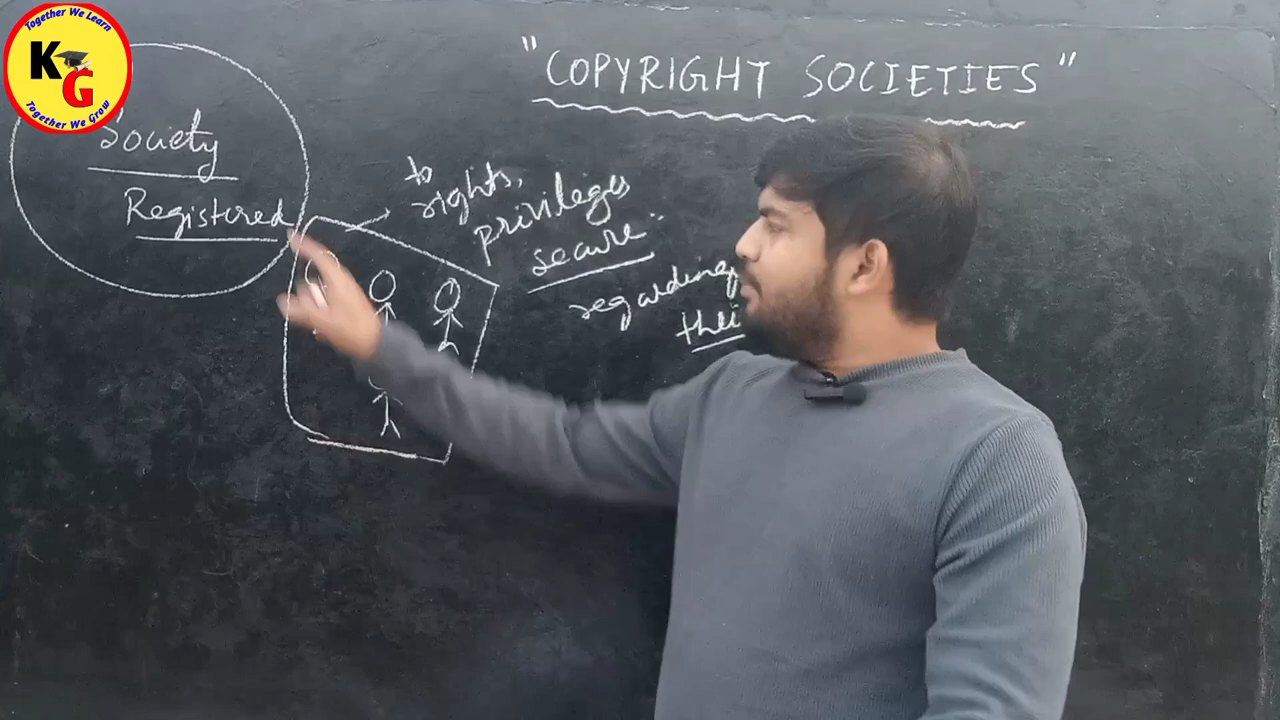 Together We Learn
KG
Together We Grow
"COPYRIGHT SOCIETIES"
Society
Registered
to
rights,
privileges
secure"
regarding
thei